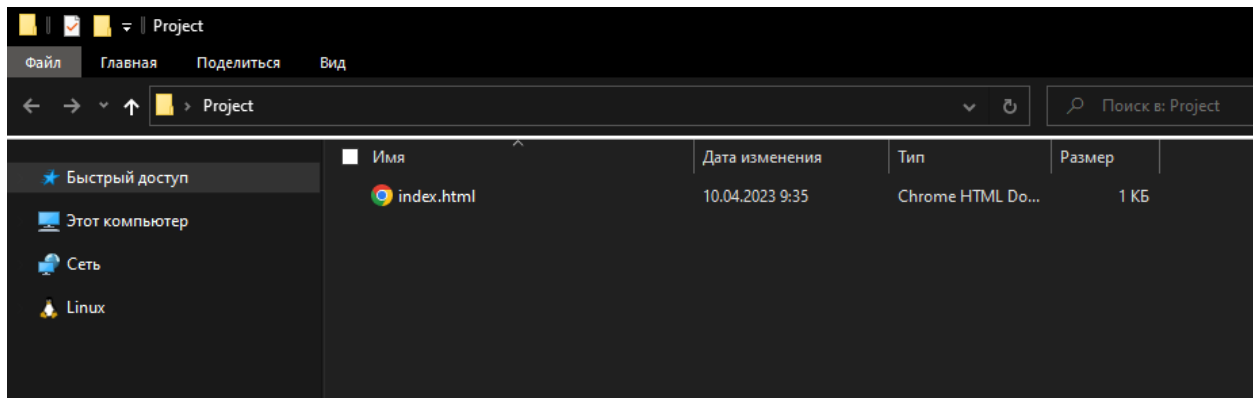 Project
Файл Главная Поделиться Вид
Project Поиск в: Project
Имя Дата изменения Тип Размер
Быстрый доступ
index.html 10.04.2023 9:35 Chrome HTML Do... 1 КБ
Этот компьютер
Сеть
Linux